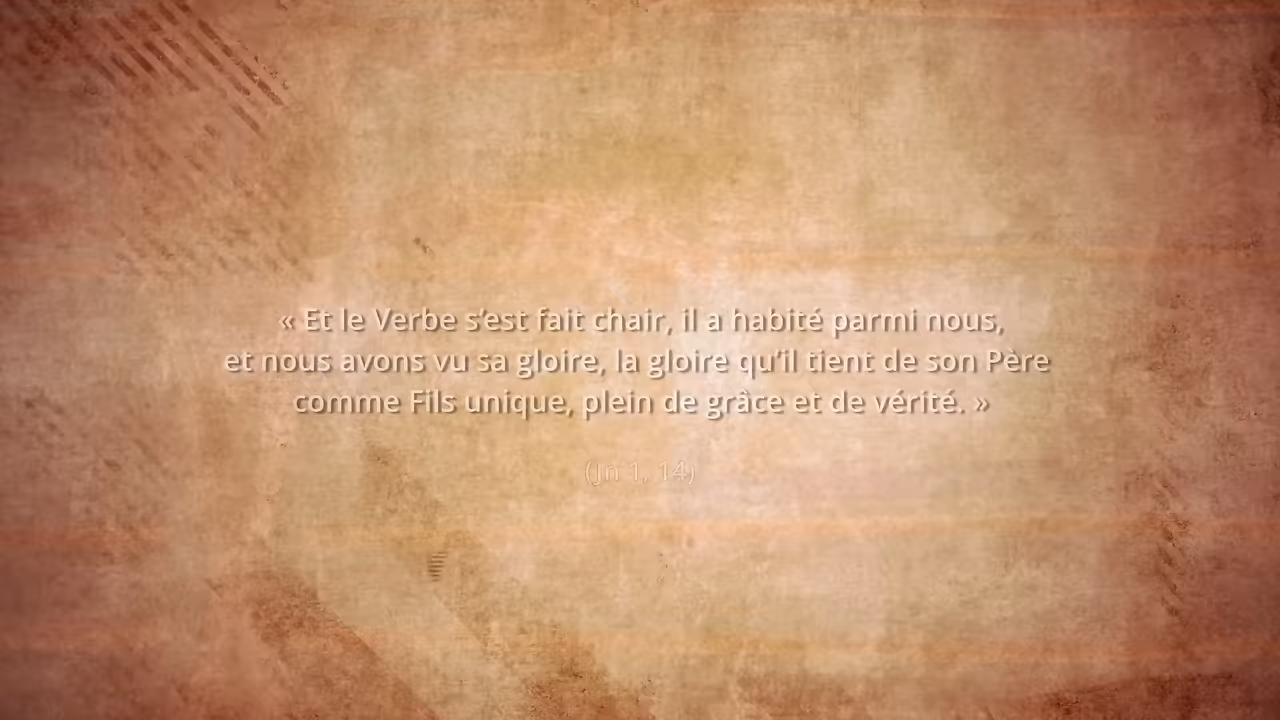 « Et le Verbe s’est fait chair, il a habité parmi nous,
et nous avons vu sa gloire, la gloire qu’il tient de son Père
comme Fils unique, plein de grâce et de vérité. »
(Jn 1, 14)